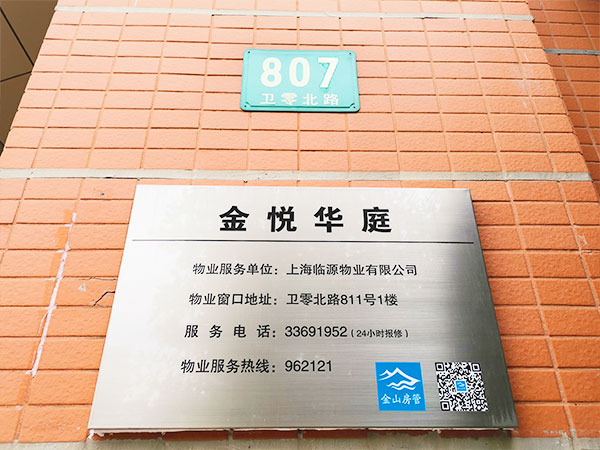 807
卫零北路
金悦华庭
物业服务单位：上海临源物业有限公司
物业窗口地址：卫零北路811号1楼
服务电话：33691952（24小时报修）
物业服务热线：962121
金山房管